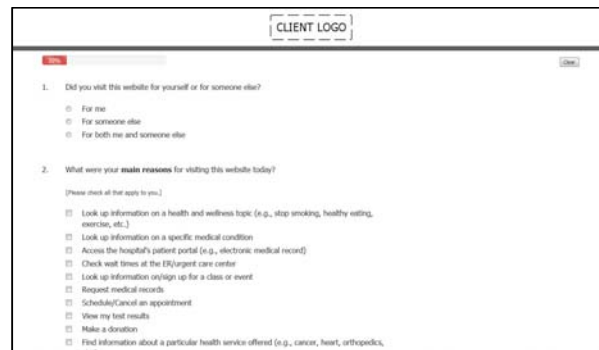 CLIENT LOGO
Clear
1. Did you visit this website for yourself or for someone else?
For me
For someone else
For both me and someone else
2. What were your main reasons for visiting this website today?
[Please check all that apply to you.]
Look up information on a health and wellness topic (e.g., stop smoking, healthy eating,
exercise, etc.)
Look up information on a specific medical condition
Access the hospital's patient portal (e.g., electronic medical record)
Check wait times at the ER/urgent care center
Look up information on/sign up for a class or event
Request medical records
Schedule/Cancel an appointment
View my test results
Make a donation
Find information about a particular health service offered (e.g., cancer, heart, orthopedics,